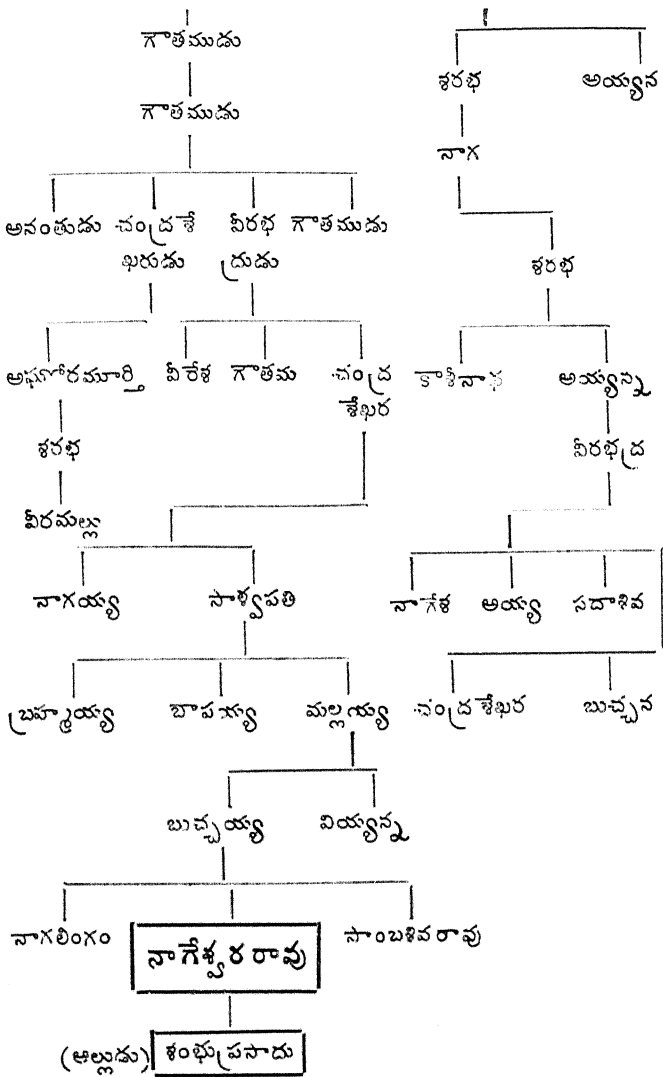 గౌతముడు
శరభ అయ్యన
గౌతముడు
నాగ
అనంతుడు చంద్రశే వీరభ గౌతముడు
ఖరుడు ద్రుడు
శరభ
అఘోరమూర్తి వీరేశ గౌతమ చంద్ర కాశీనాథ అయ్యన్న
శేఖర
శరభ వీరభద్ర
వీరమల్లు
నాగయ్య సాళ్వపతి నాగేశ అయ్య సదాశివ
బ్రహ్మయ్య బాపయ్య మల్లయ్య చంద్రశేఖర బుచ్చన
బుచ్చయ్య వియ్యన్న
నాగలింగం నాగేశ్వరరావు సాంబశివరావు
(అల్లుడు) శంభుప్రసాదు